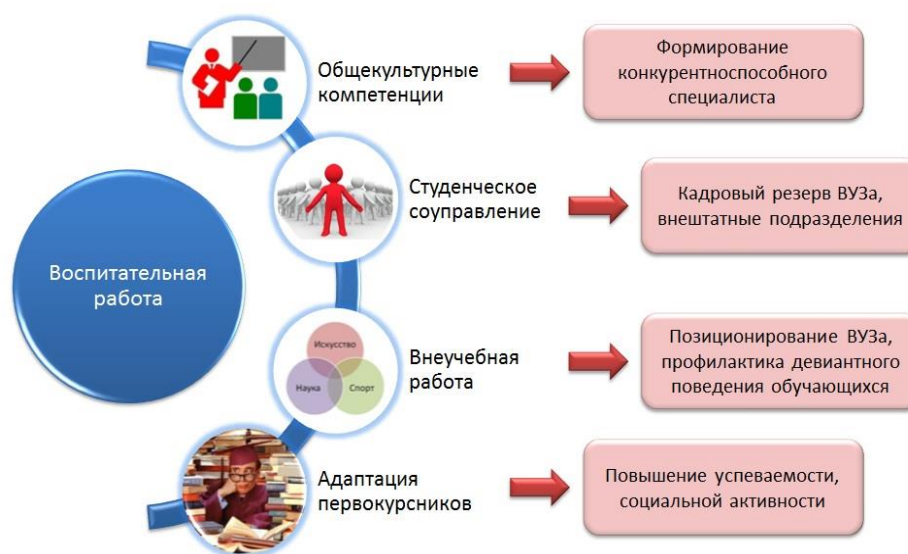 Воспитательная
работа
Общекультурные
компетенции
Формирование
конкурентноспособного
специалиста
Студенческое
соуправление
Кадровый резерв ВУЗа,
внештатные подразделения
Искусство
Наука
Спорт
Внеучебная
работа
Позиционирование ВУЗа,
профилактика девиантного
поведения обучающихся
Адаптация
первокурсников
Повышение успеваемости,
социальной активности